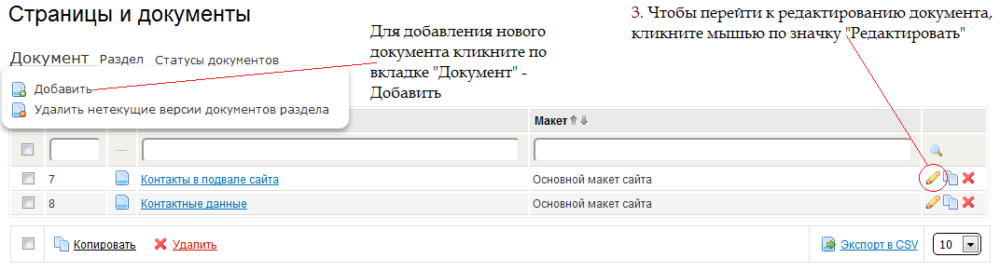 Страницы и документы
3. Чтобы перейти к редактированию документа,
кликните мышью по значку "Редактировать"
Для добавления нового
документа кликните по
вкладке "Документ" -
Добавить
Документ Раздел Статусы документов
Добавить
Удалить нетекущие версии документов раздела
Макет
7 Контакты в подвале сайта Основной макет сайта
8 Контактные данные Основной макет сайта
Копировать Удалить Экспорт в CSV 10